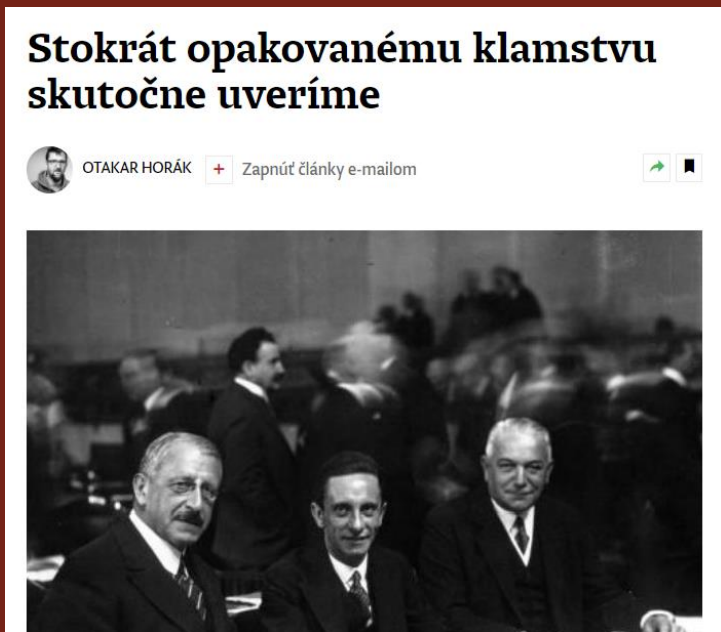 Stokrát opakovanému klamstvu
skutočne uveríme
OTAKAR HORÁK + Zapnúť články e-mailom